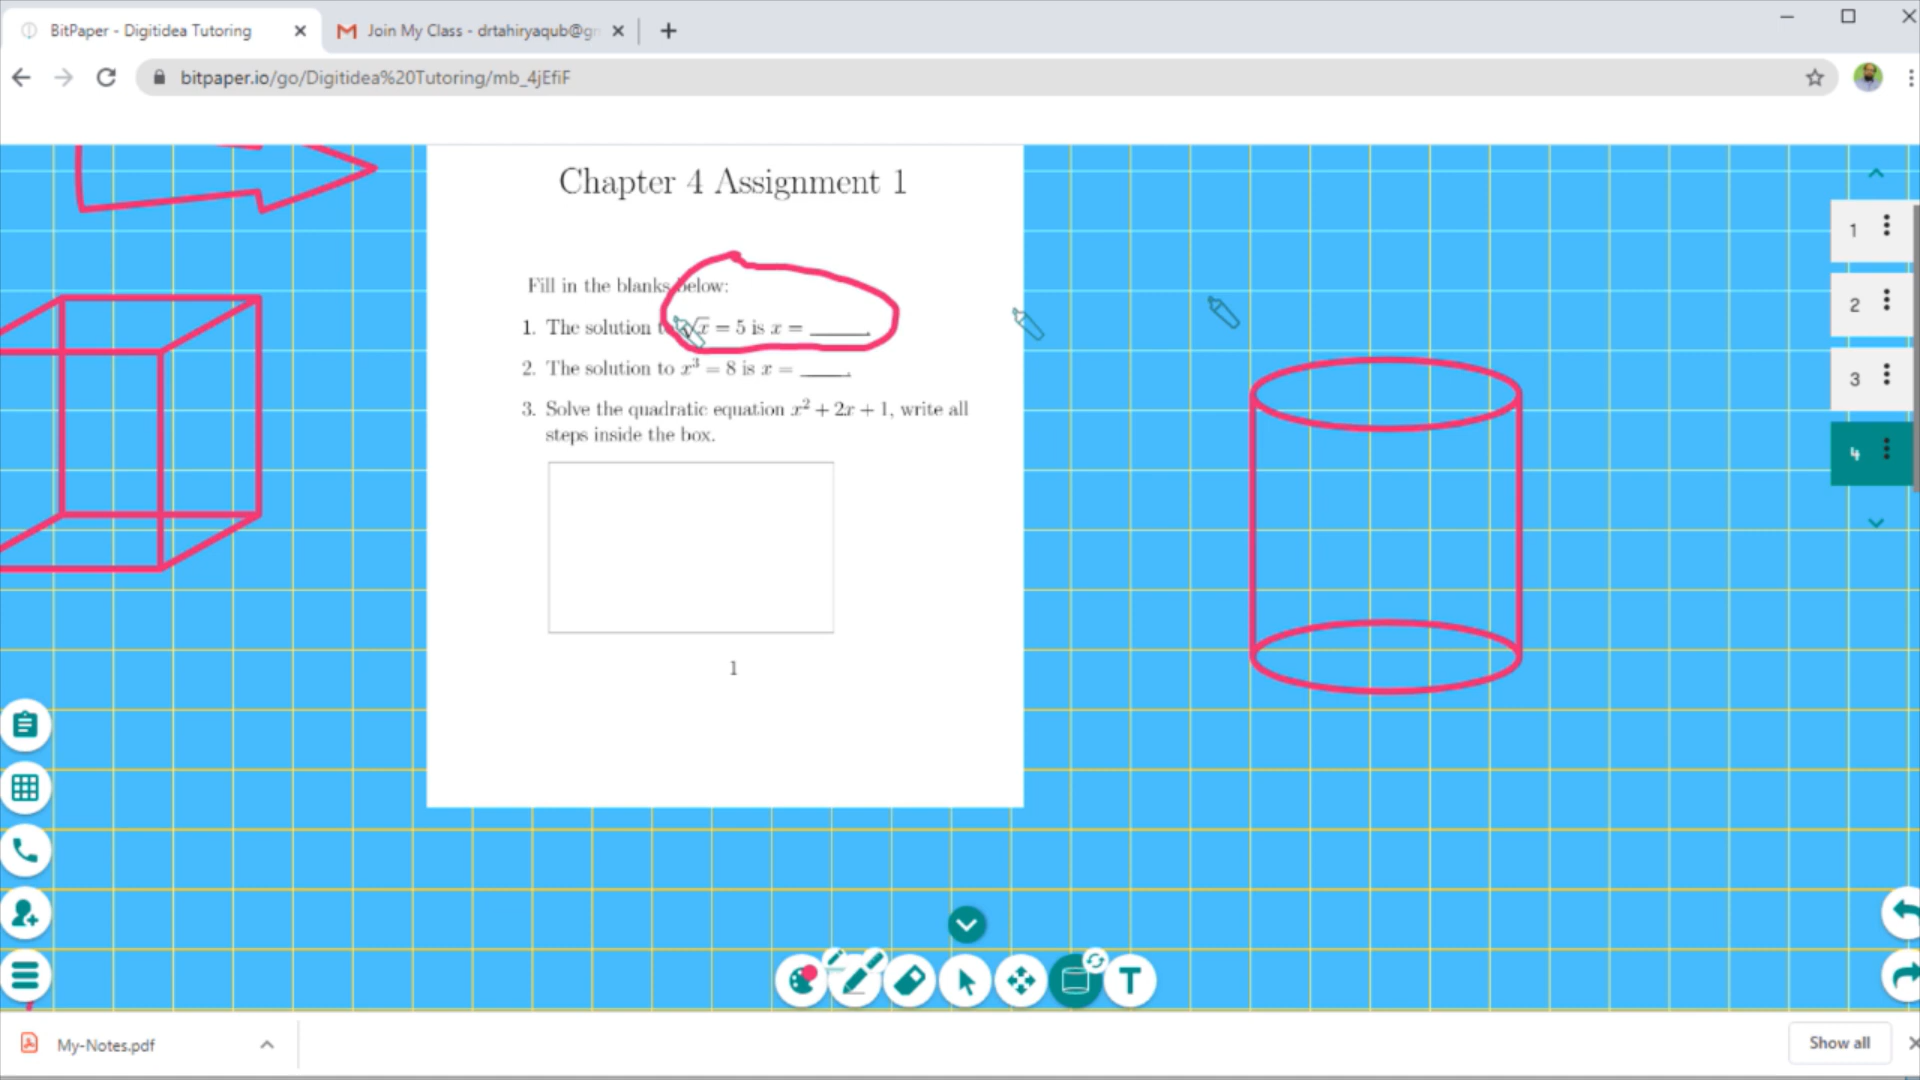 BitPaper - Digitidea Tutoring
Join My Class - drtahiryaqub@g
bitpaper.io/go/Digitidea%20Tutoring/mb_4jEfiF
Chapter 4 Assignment 1
Fill in the blanks below:
1. The solution to √x = 5 is x = ______.
2. The solution to x³ = 8 is x = _____.
3. Solve the quadratic equation x² + 2x + 1, write all
steps inside the box.
1
1
2
3
4
T
My-Notes.pdf
Show all